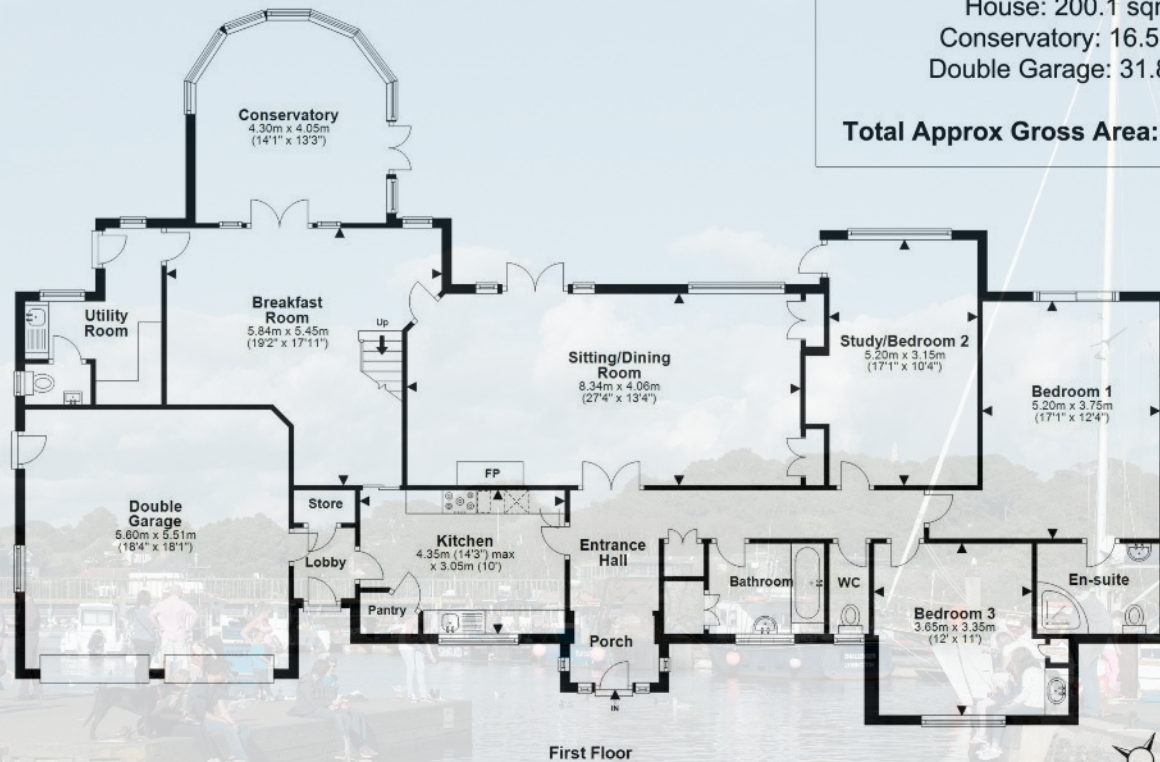 House: 200.1 sqr
Conservatory: 16.5
Double Garage: 31.8
Total Approx Gross Area:
Conservatory
4.30m x 4.05m
(14'1" x 13'3")
Utility
Room
Breakfast
Room
5.84m x 5.45m
(19'2" x 17'11")
Up
Sitting/Dining
Room
8.34m x 4.06m
(27'4" x 13'4")
Study/Bedroom 2
5.20m x 3.15m
(17'1" x 10'4")
Bedroom 1
5.20m x 3.75m
(17'1" x 12'4")
FP
Double
Garage
5.60m x 5.51m
(18'4" x 18'1")
Store
Lobby
Kitchen
4.35m (14'3") max
x 3.05m (10')
Pantry
Entrance
Hall
Porch
IN
Bathroom
WC
Bedroom 3
3.65m x 3.35m
(12' x 11')
En-suite
First Floor